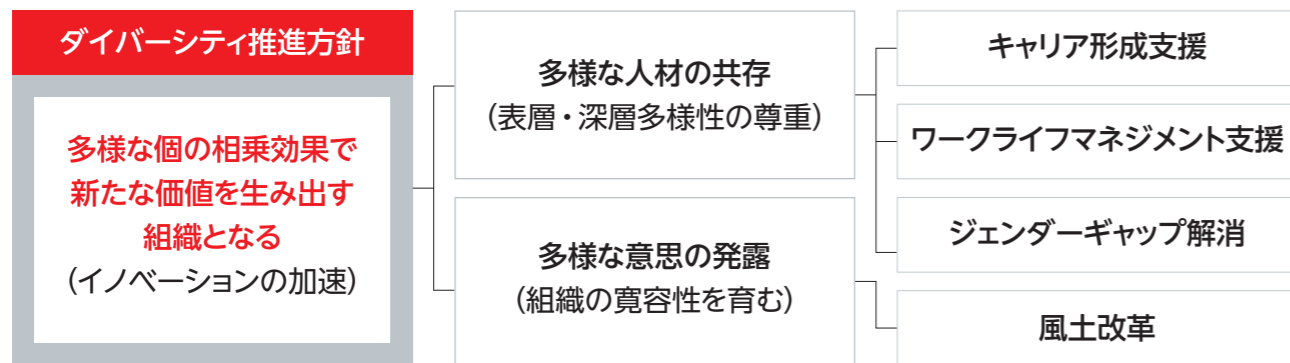 ダイバーシティ推進方針
多様な個の相乗効果で
新たな価値を生み出す
組織となる
（イノベーションの加速）
多様な人材の共存
（表層・深層多様性の尊重）
多様な意思の発露
（組織の寛容性を育む）
キャリア形成支援
ワークライフマネジメント支援
ジェンダーギャップ解消
風土改革